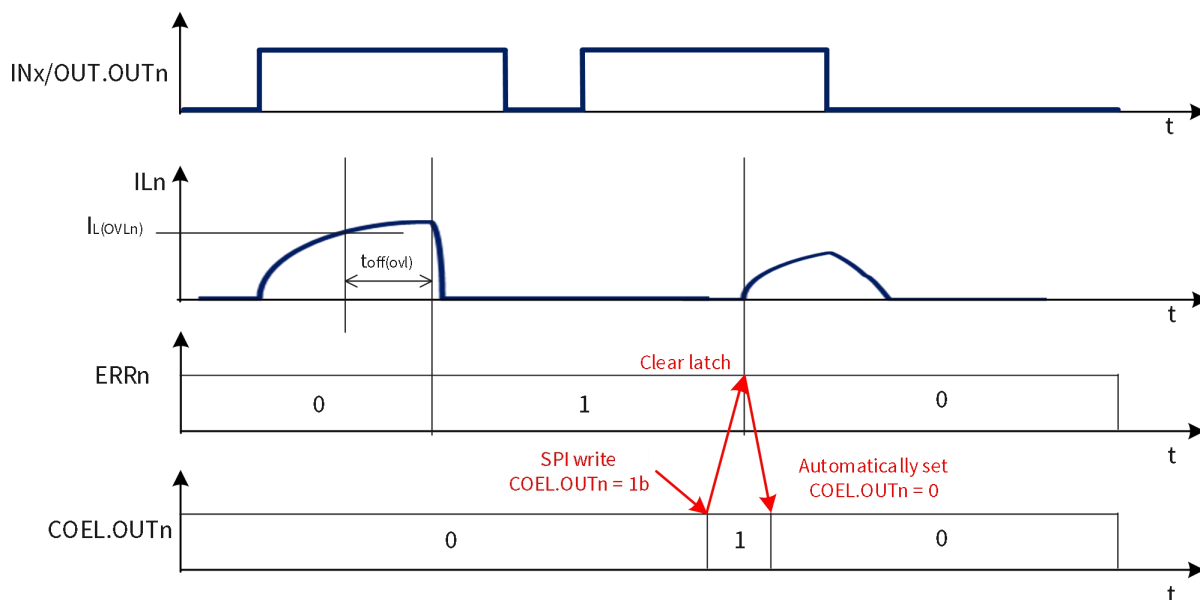 INx/OUT.OUTn
t
ILn
IL(OVLn)
toff(ovl)
t
ERRn
Clear latch
0
1
0
t
SPI write
COEL.OUTn = 1b
Automatically set
COEL.OUTn = 0
COEL.OUTn
0
1
0
t